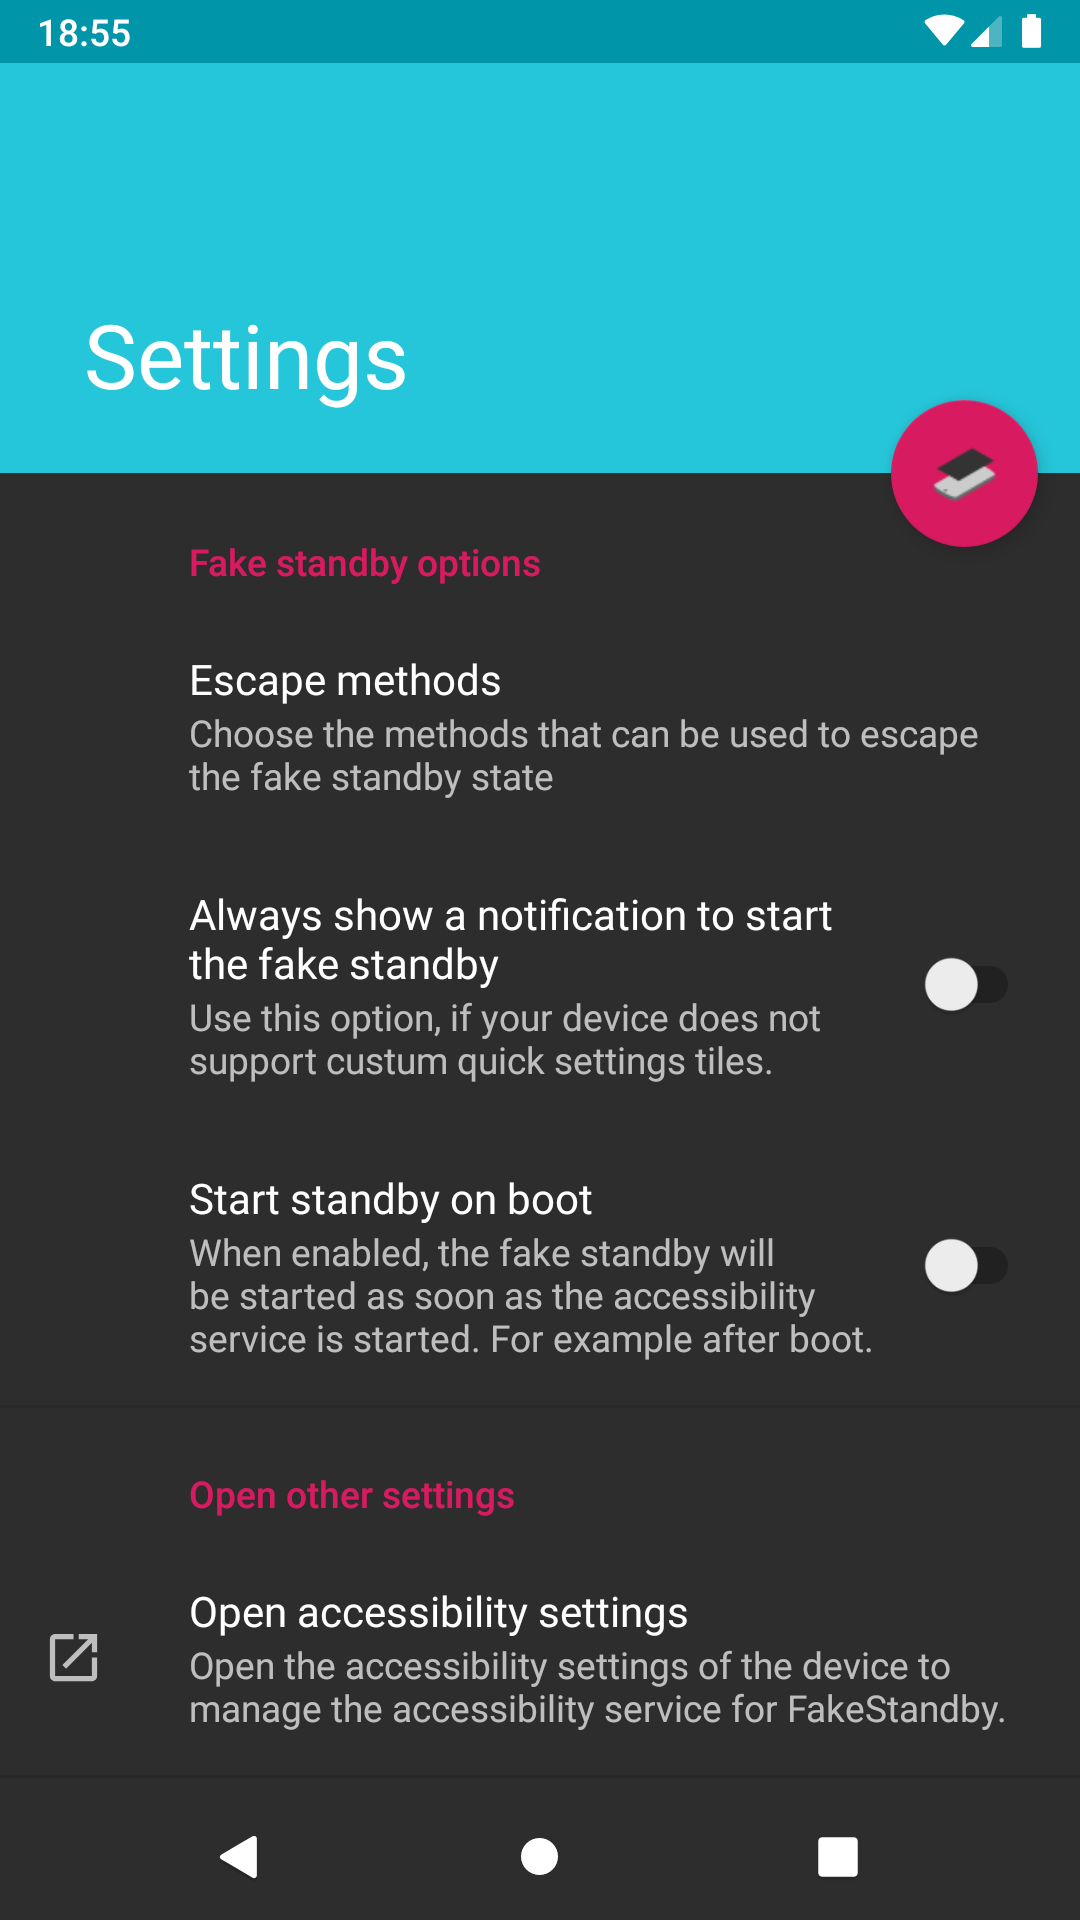 18:55
Settings
Fake standby options
Escape methods
Choose the methods that can be used to escape
the fake standby state
Always show a notification to start
the fake standby
Use this option, if your device does not
support custum quick settings tiles.
Start standby on boot
When enabled, the fake standby will
be started as soon as the accessibility
service is started. For example after boot.
Open other settings
Open accessibility settings
Open the accessibility settings of the device to
manage the accessibility service for FakeStandby.